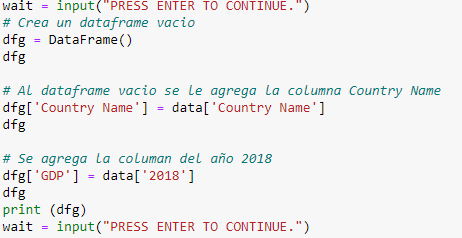 wait = input("PRESS ENTER TO CONTINUE.")
# Crea un dataframe vacio
dfg = DataFrame()
dfg
# Al dataframe vacio se le agrega la columna Country Name
dfg['Country Name'] = data['Country Name']
dfg
# Se agrega la columan del año 2018
dfg['GDP'] = data['2018']
dfg
print (dfg)
wait = input("PRESS ENTER TO CONTINUE.")